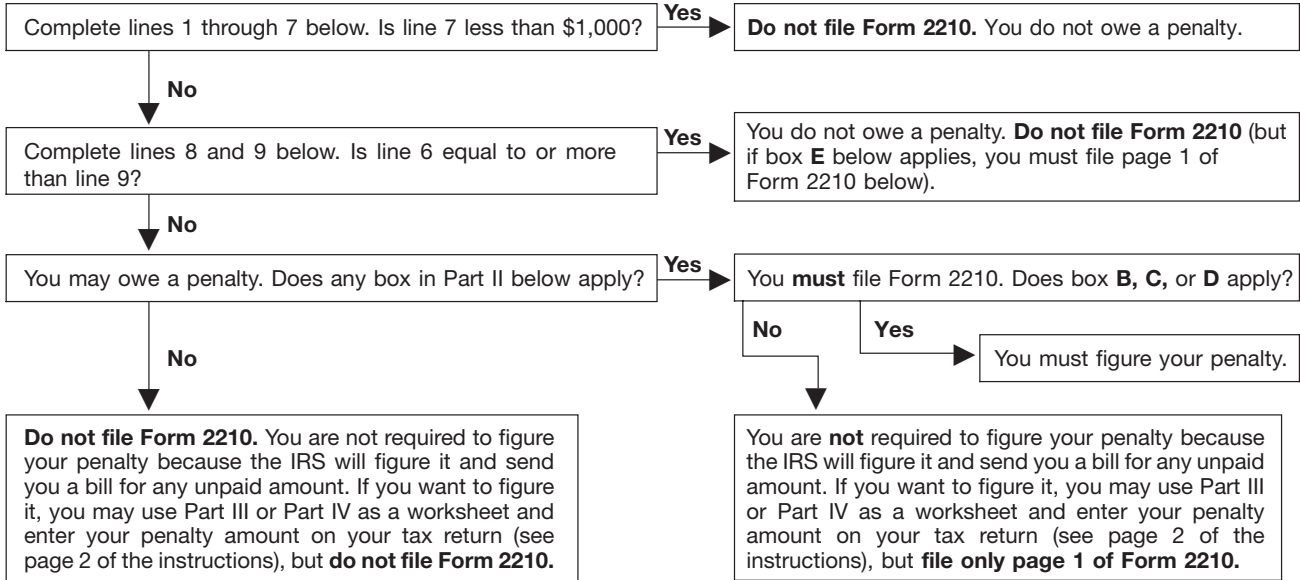 Complete lines 1 through 7 below. Is line 7 less than $1,000?
Yes
Do not file Form 2210. You do not owe a penalty.
No
Complete lines 8 and 9 below. Is line 6 equal to or more
than line 9?
Yes
You do not owe a penalty. Do not file Form 2210 (but
if box E below applies, you must file page 1 of
Form 2210 below).
No
You may owe a penalty. Does any box in Part II below apply?
Yes
You must file Form 2210. Does box B, C, or D apply?
No
Yes
You must figure your penalty.
No
Do not file Form 2210. You are not required to figure
your penalty because the IRS will figure it and send
you a bill for any unpaid amount. If you want to figure
it, you may use Part III or Part IV as a worksheet and
enter your penalty amount on your tax return (see
page 2 of the instructions), but do not file Form 2210.
You are not required to figure your penalty because
the IRS will figure it and send you a bill for any unpaid
amount. If you want to figure it, you may use Part III
or Part IV as a worksheet and enter your penalty
amount on your tax return (see page 2 of the
instructions), but file only page 1 of Form 2210.